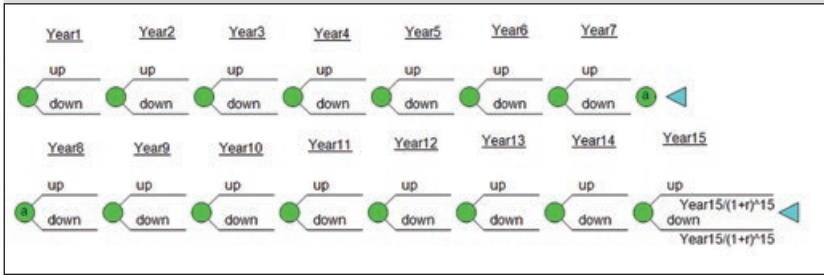 Year1 Year2 Year3 Year4 Year5 Year6 Year7
up up up up up up up
down down down down down down down a
Year8 Year9 Year10 Year11 Year12 Year13 Year14 Year15
up up up up up up up up
Year15/(1+r)^15
a down down down down down down down down
Year15/(1+r)^15